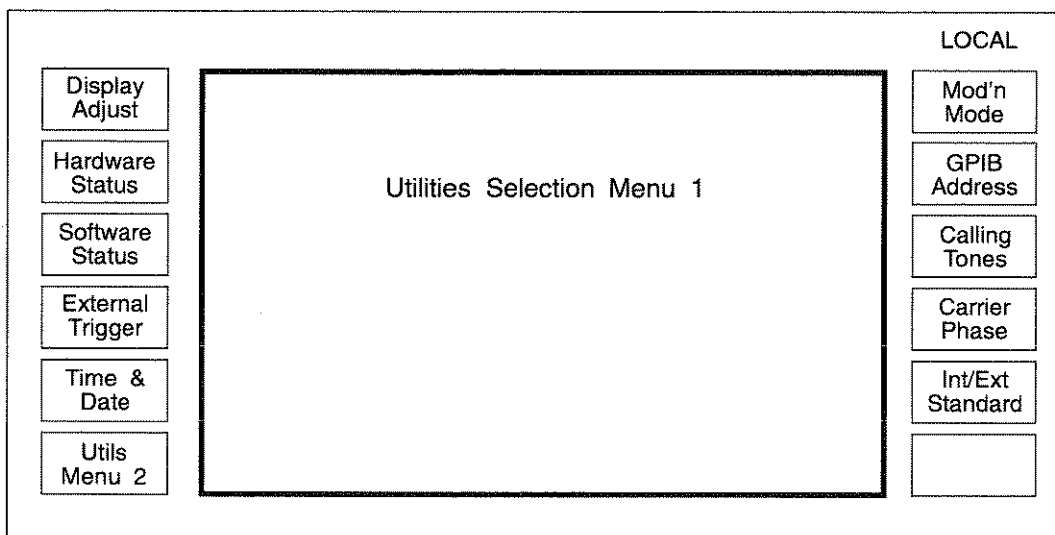 LOCAL
Display
Adjust
Hardware
Status
Software
Status
External
Trigger
Time &
Date
Utils
Menu 2
Utilities Selection Menu 1
Mod'n
Mode
GPIB
Address
Calling
Tones
Carrier
Phase
Int/Ext
Standard